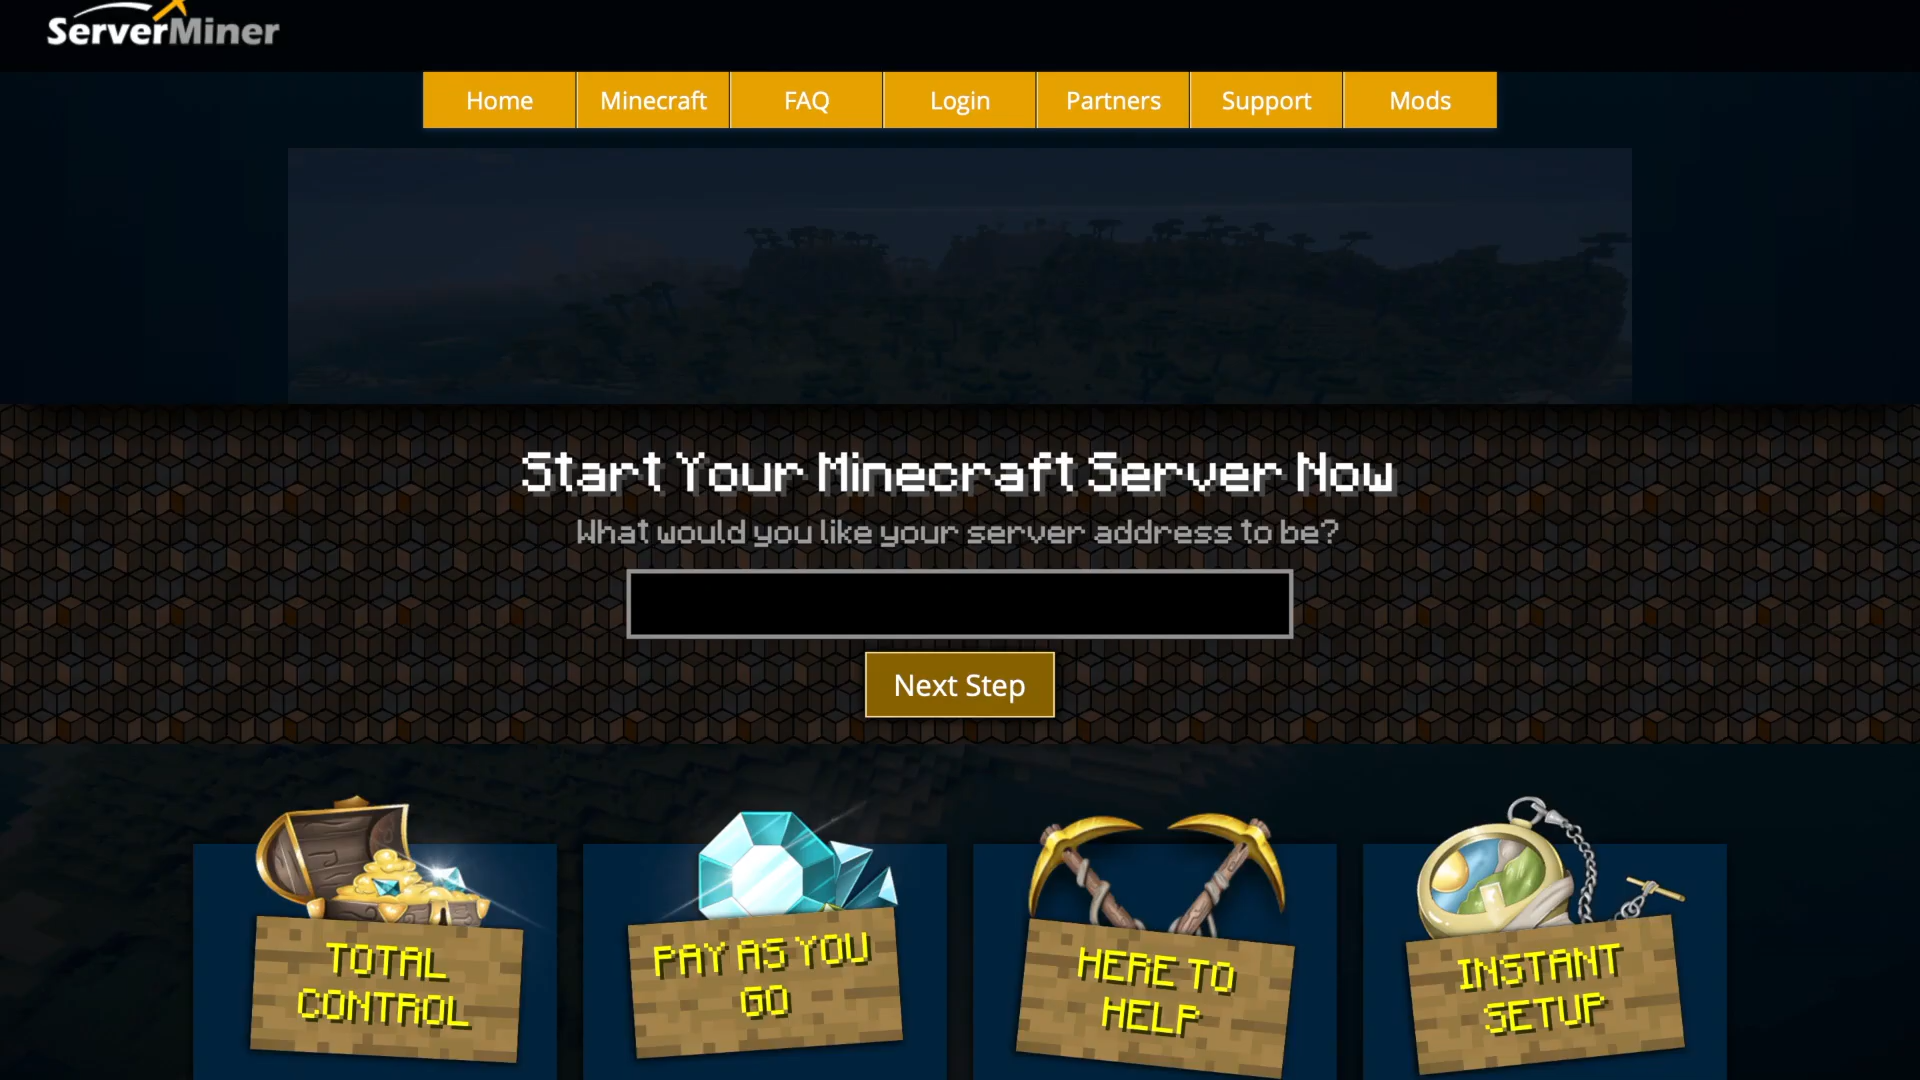 ServerMiner
Home
Minecraft
FAQ
Login
Partners
Support
Mods
Start Your Minecraft Server Now
What would you like your server address to be?
Next Step
TOTAL
CONTROL
PAY AS YOU
GO
HERE TO
HELP
INSTANT
SETUP